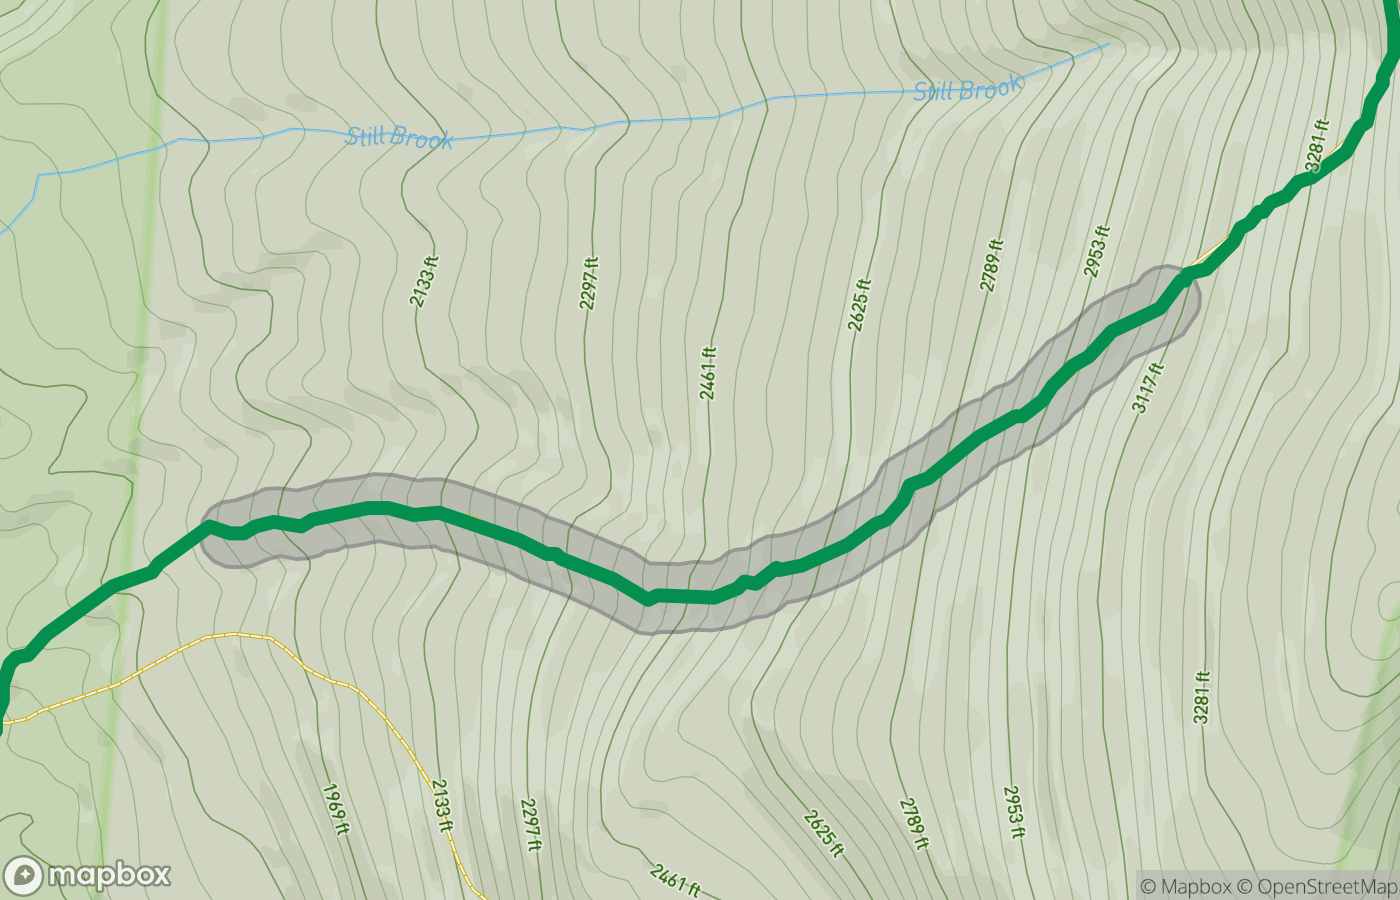 Still Brook
Still Brook
3281 ft
2953 ft
2789 ft
2133 ft
2297 ft
2625 ft
2461 ft
3117 ft
3281 ft
1969 ft
2133 ft
2297 ft
2625 ft
2789 ft
2953 ft
2461 ft
mapbox
© Mapbox © OpenStreetMap